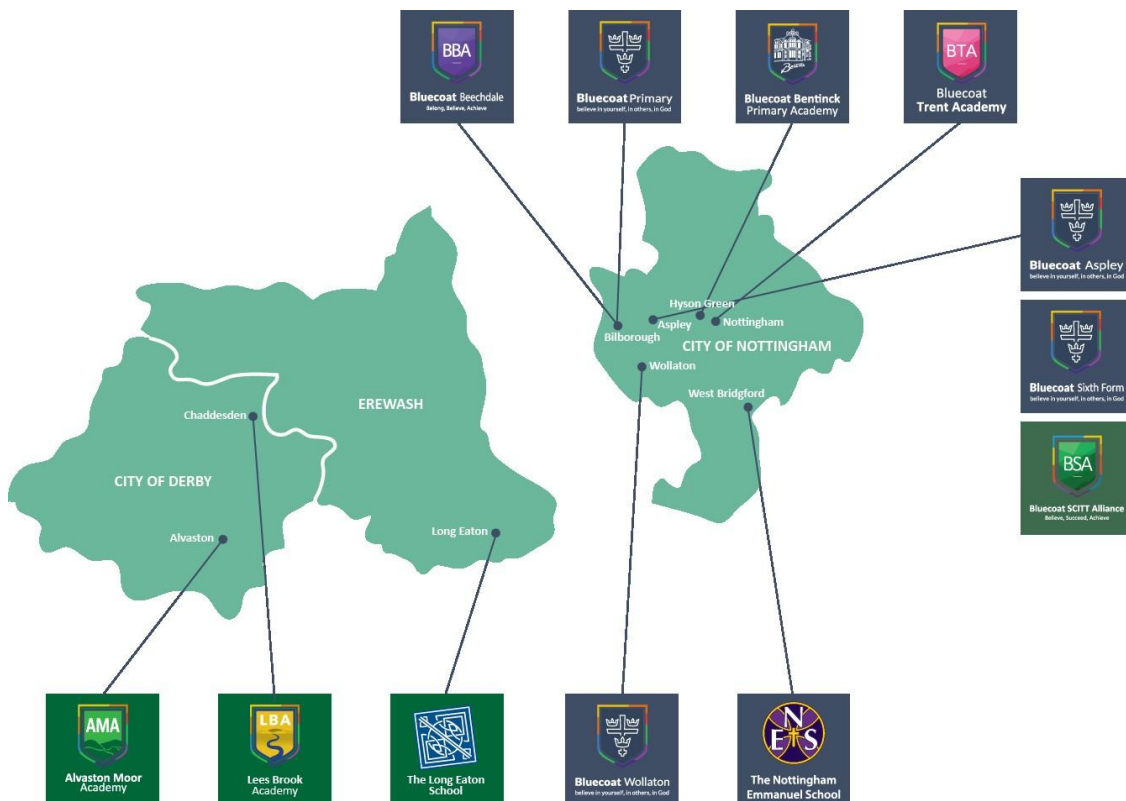 BBA
Bluecoat Beechdale
Belong, Believe, Achieve
Bluecoat Primary
believe in yourself, in others, in God
Bluecoat Bentinck
Primary Academy
BTA
Bluecoat
Trent Academy
Bluecoat Aspley
believe in yourself, in others, in God
Bluecoat Sixth Form
believe in yourself, in others, in God
BSA
Bluecoat SCITT Alliance
Believe, Succeed, Achieve
Hyson Green
Bilborough
Aspley
Nottingham
CITY OF NOTTINGHAM
Wollaton
West Bridgford
EREWASH
Chaddesden
CITY OF DERBY
Alvaston
Long Eaton
AMA
Alvaston Moor
Academy
LBA
Lees Brook
Academy
The Long Eaton
School
Bluecoat Wollaton
believe in yourself, in others, in God
N
E S
The Nottingham
Emmanuel School